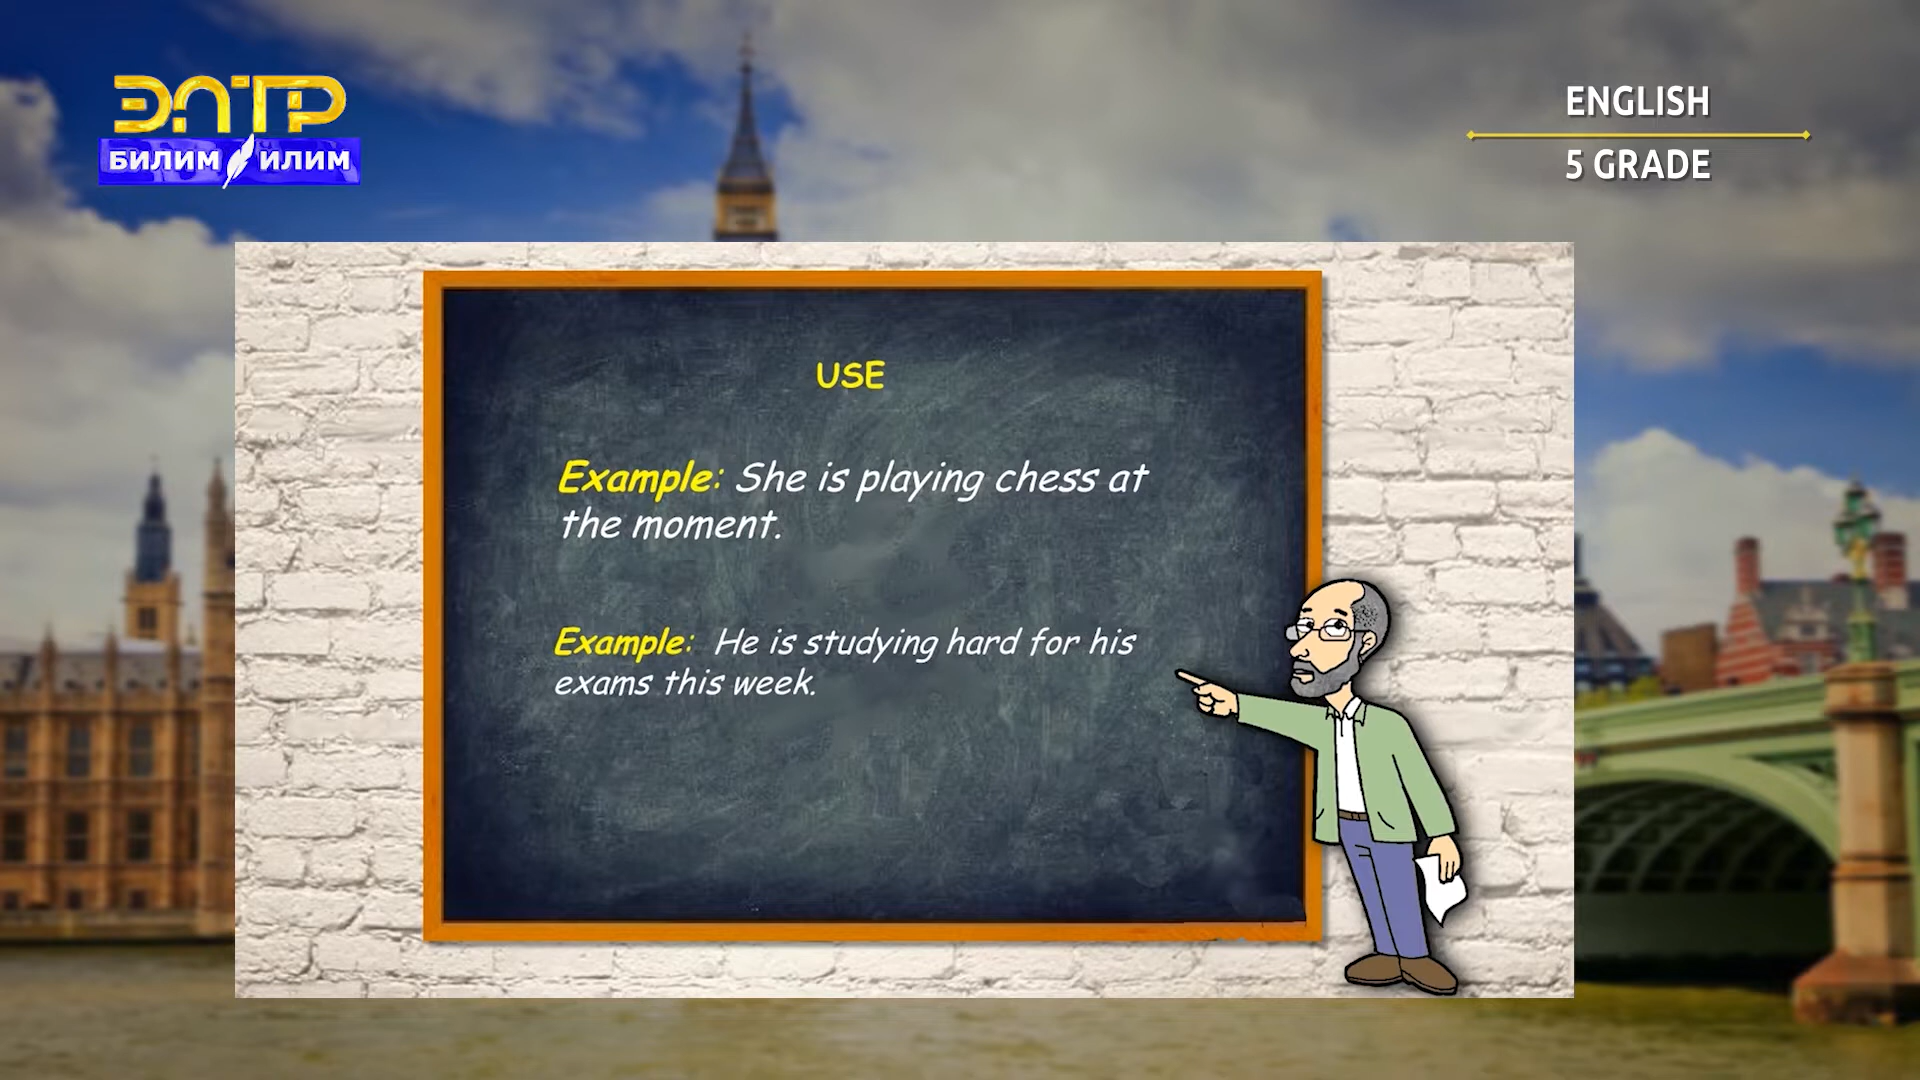 ЭЛТР
БИЛИМ ИЛИМ
ENGLISH
5 GRADE
USE
Example: She is playing chess at
the moment.
Example: He is studying hard for his
exams this week.